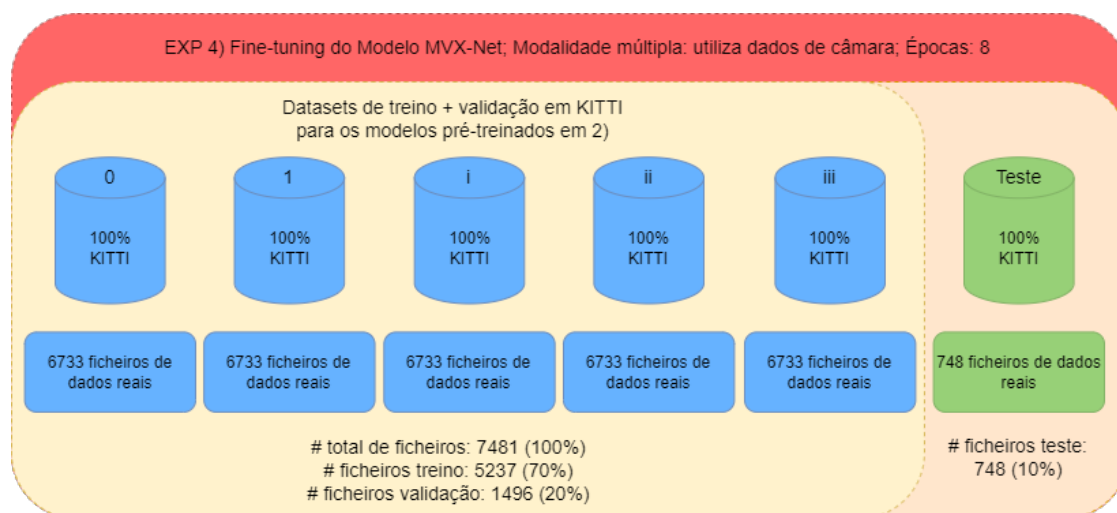 EXP 4) Fine-tuning do Modelo MVX-Net; Modalidade múltipla: utiliza dados de câmara; Épocas: 8
Datasets de treino + validação em KITTI
para os modelos pré-treinados em 2)
0
100%
KITTI
1
100%
KITTI
i
100%
KITTI
ii
100%
KITTI
iii
100%
KITTI
Teste
100%
KITTI
6733 ficheiros de
dados reais
6733 ficheiros de
dados reais
6733 ficheiros de
dados reais
6733 ficheiros de
dados reais
6733 ficheiros de
dados reais
748 ficheiros de dados
reais
# total de ficheiros: 7481 (100%)
# ficheiros treino: 5237 (70%)
# ficheiros validação: 1496 (20%)
# ficheiros teste:
748 (10%)